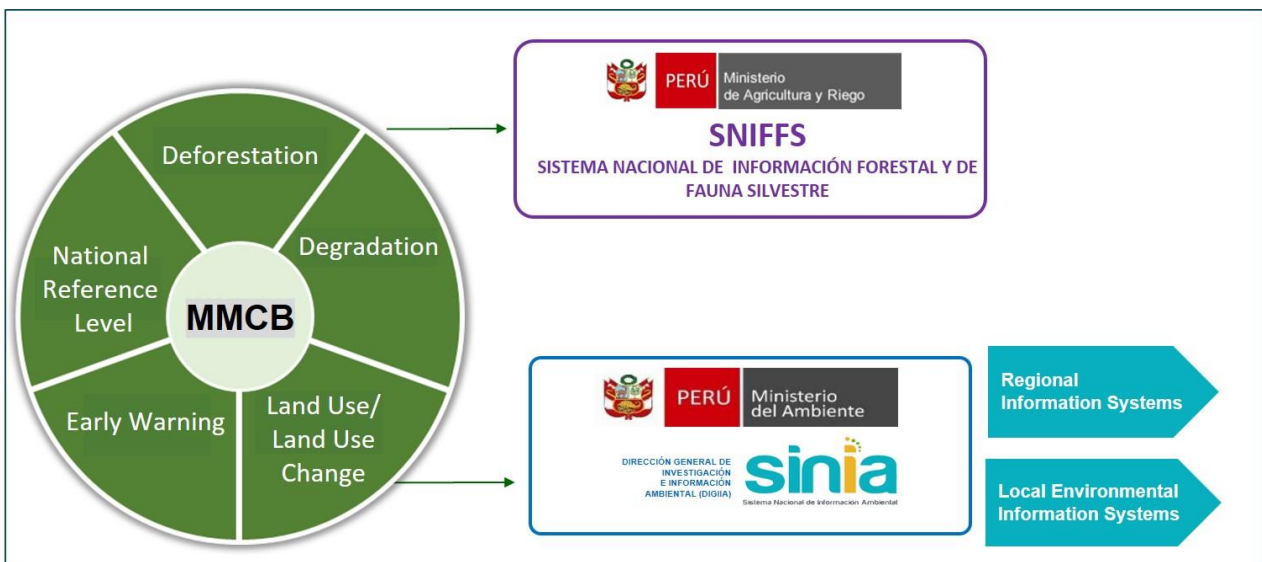 Deforestation
Degradation
National
Reference
Level
MMCB
Early Warning
Land Use/
Land Use
Change
PERÚ
Ministerio
de Agricultura y Riego
SNIFFS
SISTEMA NACIONAL DE INFORMACIÓN FORESTAL Y DE
FAUNA SILVESTRE
PERÚ
Ministerio
del Ambiente
DIRECCIÓN GENERAL DE
INVESTIGACIÓN
E INFORMACIÓN
AMBIENTAL (DIGIIA)
sinia
Sistema Nacional de Información Ambiental
Regional
Information Systems
Local Environmental
Information Systems